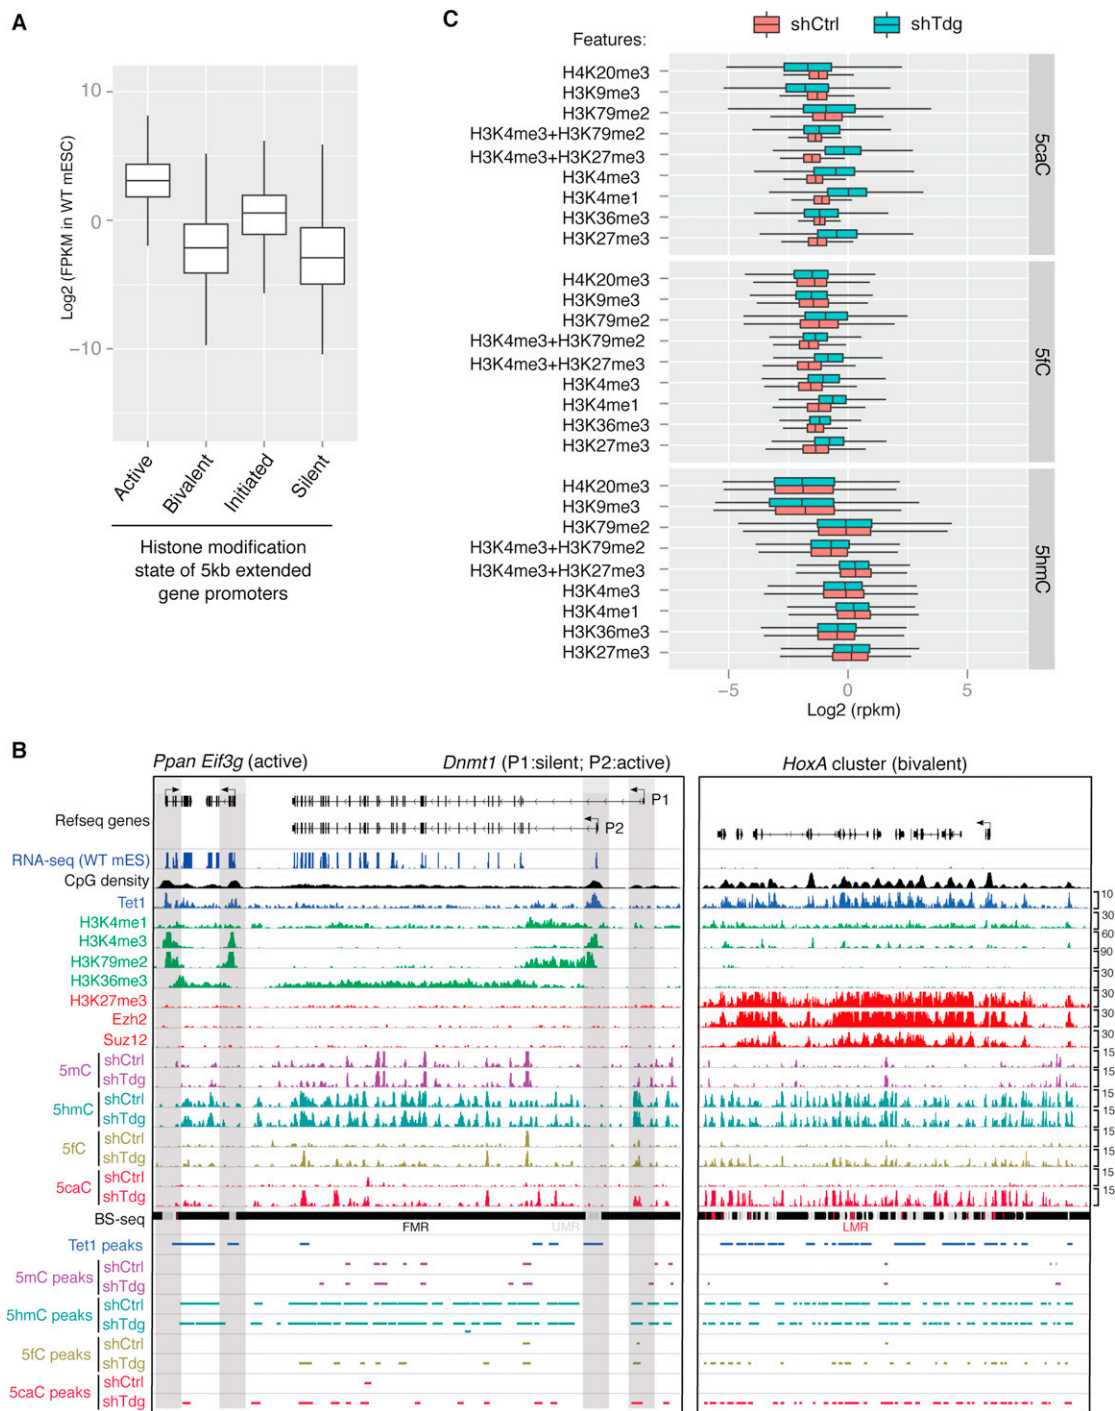 A
Log2 (FPKM in WT mESC)
10
0
−10
Active
Bivalent
Initiated
Silent
Histone modification
state of 5kb extended
gene promoters
C
shCtrl shTdg
Features:
H4K20me3
H3K9me3
H3K79me2
H3K4me3+H3K79me2
H3K4me3+H3K27me3
H3K4me3
H3K4me1
H3K36me3
H3K27me3
5caC
H4K20me3
H3K9me3
H3K79me2
H3K4me3+H3K79me2
H3K4me3+H3K27me3
H3K4me3
H3K4me1
H3K36me3
H3K27me3
5fC
H4K20me3
H3K9me3
H3K79me2
H3K4me3+H3K79me2
H3K4me3+H3K27me3
H3K4me3
H3K4me1
H3K36me3
H3K27me3
5hmC
−5 0 5
Log2 (rpkm)
B
Ppan Eif3g (active) Dnmt1 (P1:silent; P2:active) HoxA cluster (bivalent)
P1
Refseq genes P2
RNA-seq (WT mES)
CpG density
Tet1 10
H3K4me1 30
H3K4me3 60
H3K79me2 90
H3K36me3 30
H3K27me3 30
Ezh2 30
Suz12 30
5mC shCtrl 15
shTdg 15
5hmC shCtrl 15
shTdg 15
5fC shCtrl 15
shTdg 15
5caC shCtrl 15
shTdg 15
BS-seq
FMR UMR LMR
Tet1 peaks
5mC peaks shCtrl
shTdg
5hmC peaks shCtrl
shTdg
5fC peaks shCtrl
shTdg
5caC peaks shCtrl
shTdg